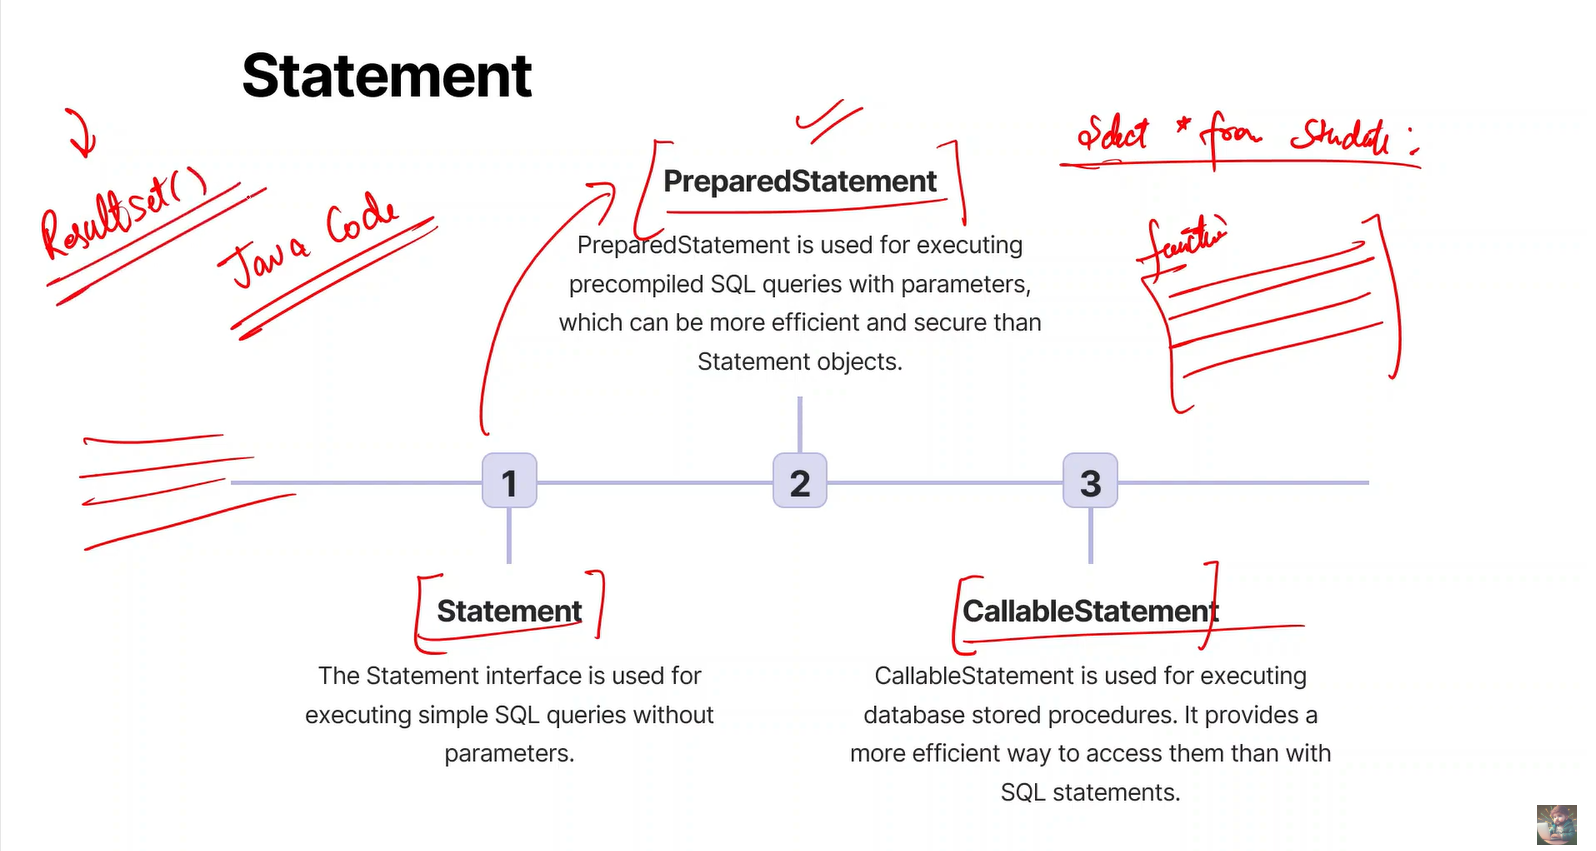 Statement
ResultSet()
Java Code
PreparedStatement
PreparedStatement is used for executing
precompiled SQL queries with parameters,
which can be more efficient and secure than
Statement objects.
Select * from
function
1
2
3
Statement
The Statement interface is used for
executing simple SQL queries without
parameters.
CallableStatement
CallableStatement is used for executing
database stored procedures. It provides a
more efficient way to access them than with
SQL statements.